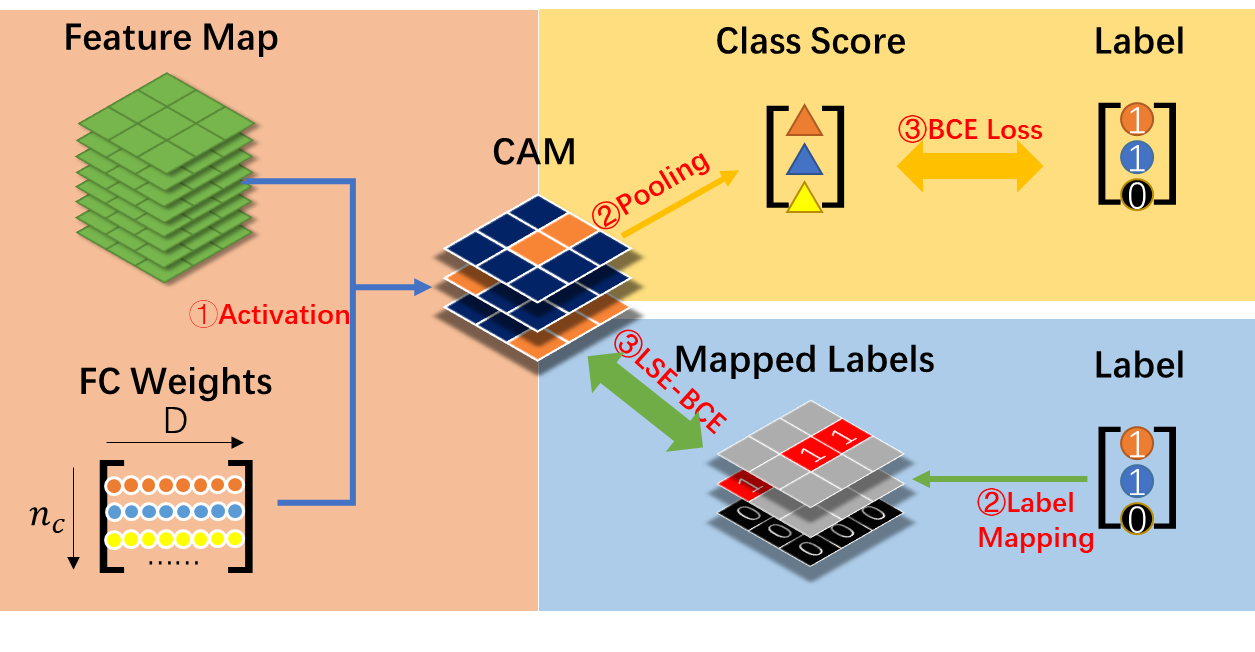 Feature Map
Class Score
Label
1
1
0
③BCE Loss
CAM
②Pooling
①Activation
FC Weights
D
n_c
......
③LSE-BCE
Mapped Labels
1
1
1
0
0
0
0
0
Label
1
1
0
②Label
Mapping